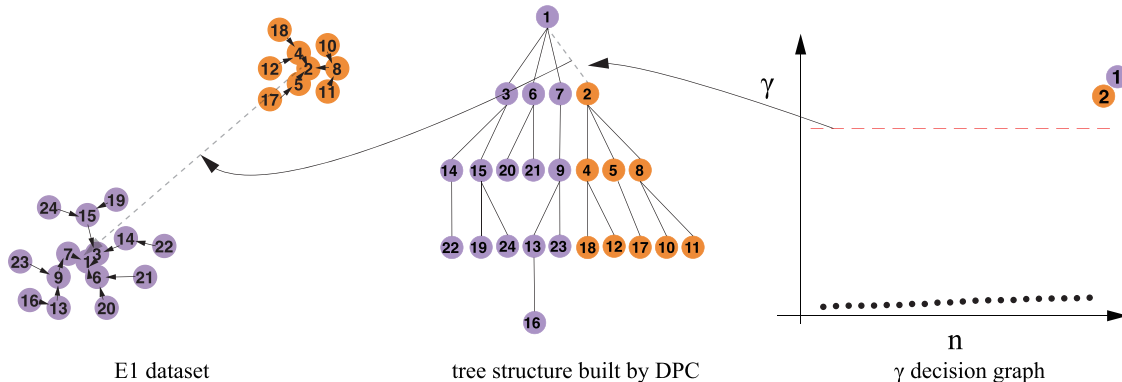 18 10
4 2 8
12
5
17 11
24 19
15
14 22
7 3
1
23 9 6 21
16 13 20
E1 dataset
1
3 6 7 2
14 15 20 21 9 4 5 8
22 19 24 13 23 18 12 17 10 11
16
tree structure built by DPC
γ
1
2
n
γ decision graph